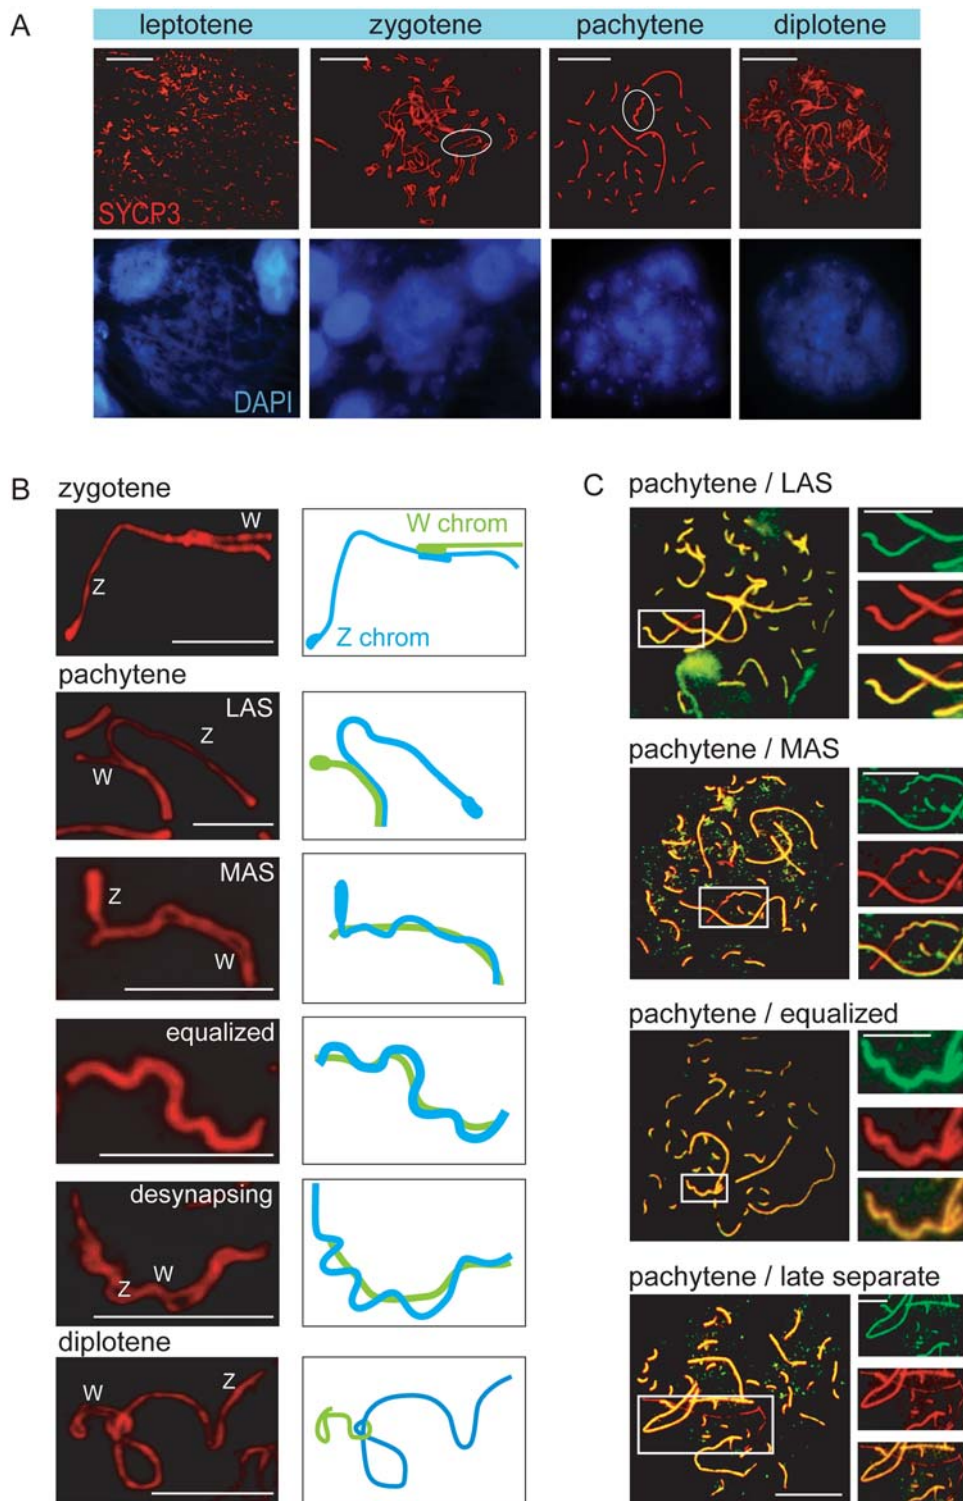 A
leptotene zygotene pachytene diplotene
SYCP3
DAPI
B
zygotene
W
Z
W chrom
Z chrom
pachytene
LAS
Z
W
MAS
Z
W
equalized
desynapsing
Z
W
diplotene
W
Z
C
pachytene / LAS
pachytene / MAS
pachytene / equalized
pachytene / late separate